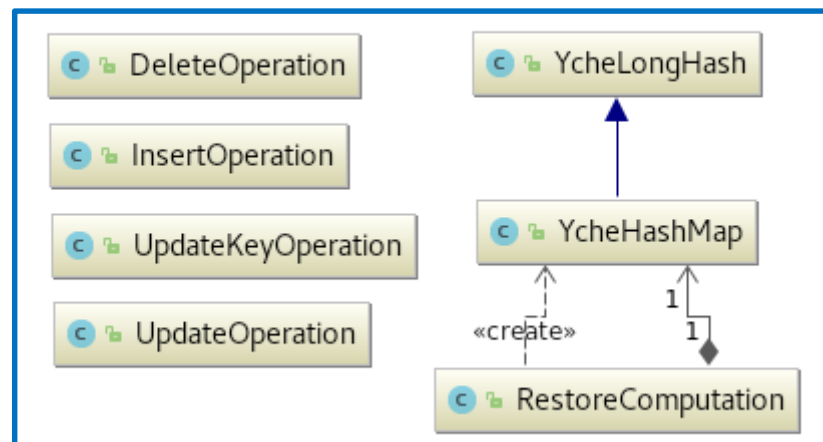 C DeleteOperation
C InsertOperation
C UpdateKeyOperation
C UpdateOperation
C YcheLongHash
C YcheHashMap
«create»
1
1
C RestoreComputation